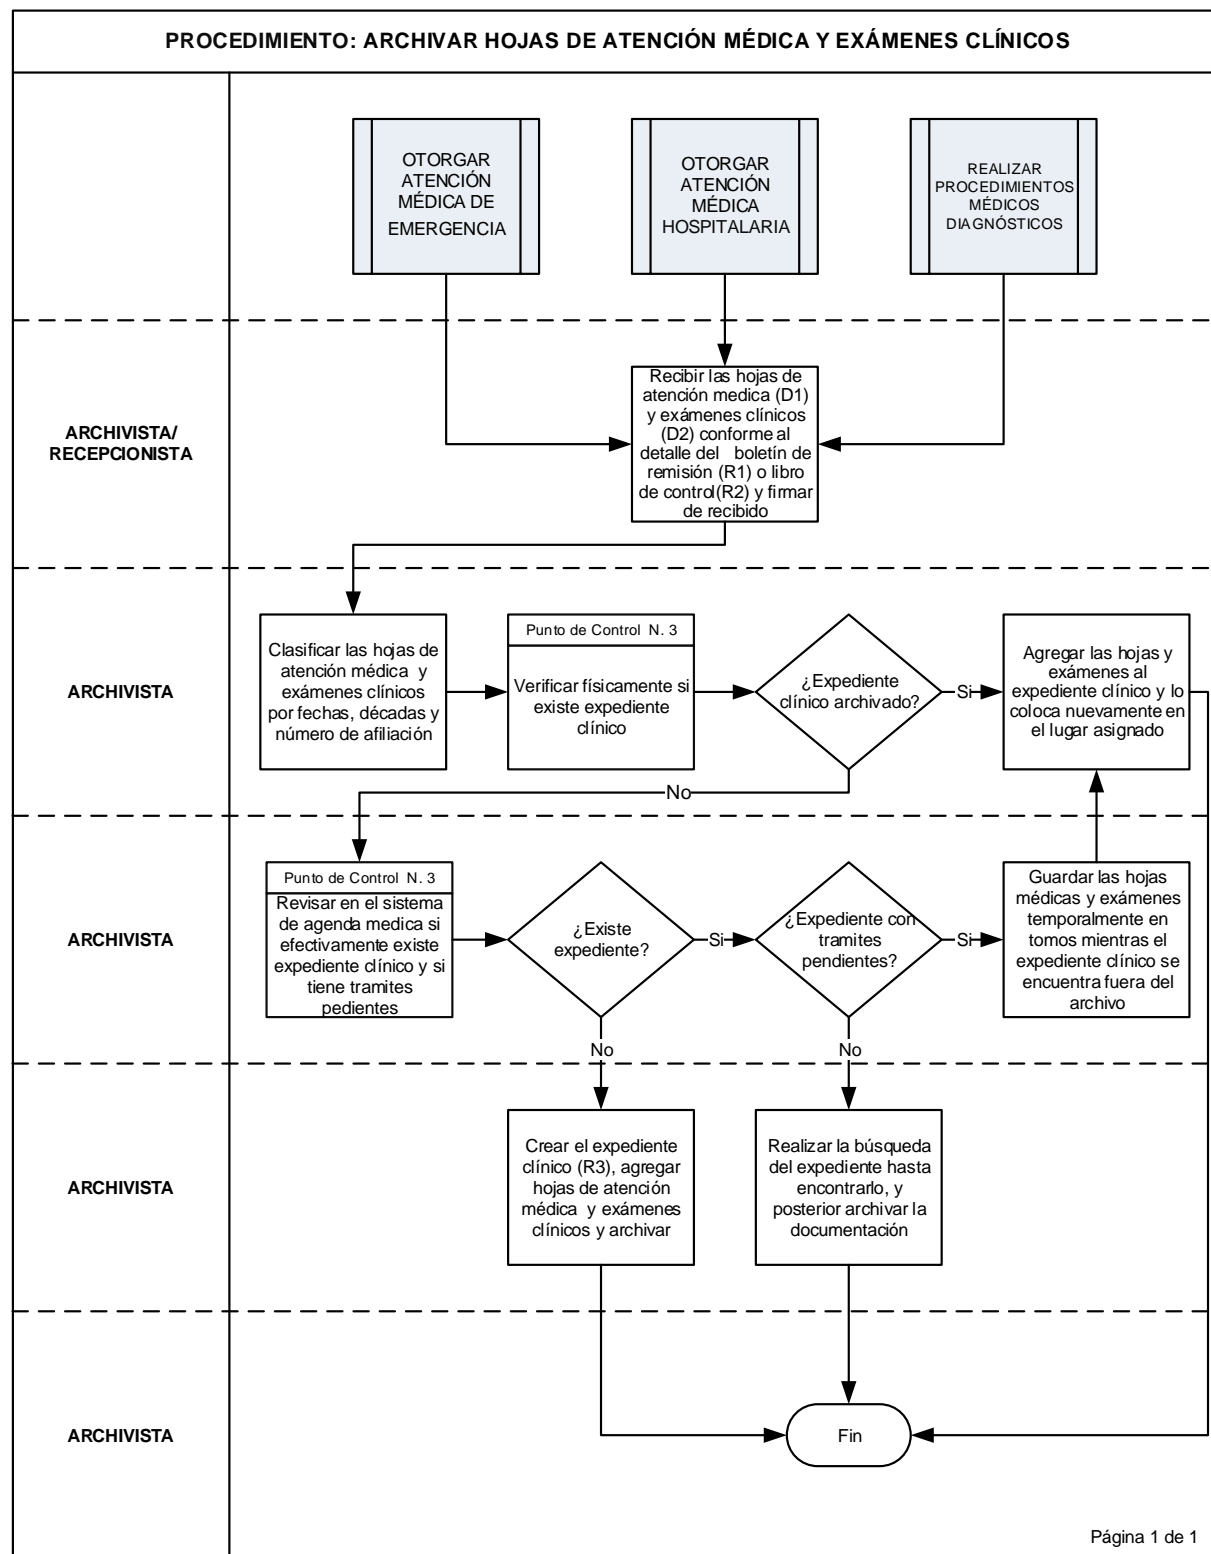 PROCEDIMIENTO: ARCHIVAR HOJAS DE ATENCIÓN MÉDICA Y EXÁMENES CLÍNICOS
OTORGAR
ATENCIÓN
MÉDICA DE
EMERGENCIA
OTORGAR
ATENCIÓN
MÉDICA
HOSPITALARIA
REALIZAR
PROCEDIMIENTOS
MÉDICOS
DIAGNÓSTICOS
ARCHIVISTA/
RECEPCIONISTA
Recibir las hojas de
atención medica (D1)
y exámenes clínicos
(D2) conforme al
detalle del boletín de
remisión (R1) o libro
de control(R2) y firmar
de recibido
ARCHIVISTA
Clasificar las hojas de
atención médica y
exámenes clínicos
por fechas, décadas y
número de afiliación
Punto de Control N. 3
Verificar físicamente si
existe expediente
clínico
¿Expediente
clínico archivado?
Si
Agregar las hojas y
exámenes al
expediente clínico y lo
coloca nuevamente en
el lugar asignado
No
ARCHIVISTA
Punto de Control N. 3
Revisar en el sistema
de agenda medica si
efectivamente existe
expediente clínico y si
tiene tramites
pedientes
¿Existe
expediente?
Si
¿Expediente con
tramites
pendientes?
Si
Guardar las hojas
médicas y exámenes
temporalmente en
tomos mientras el
expediente clínico se
encuentra fuera del
archivo
No
No
ARCHIVISTA
Crear el expediente
clínico (R3), agregar
hojas de atención
médica y exámenes
clínicos y archivar
Realizar la búsqueda
del expediente hasta
encontrarlo, y
posterior archivar la
documentación
ARCHIVISTA
Fin
Página 1 de 1